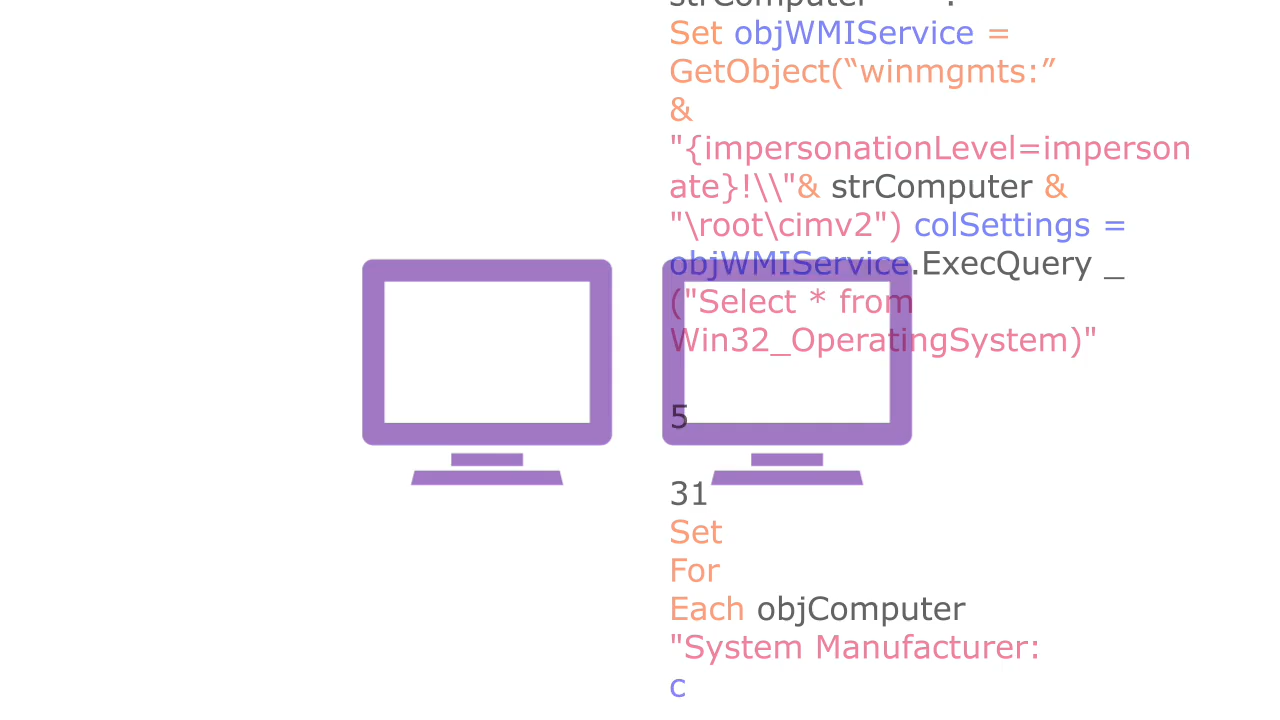 strComputer = "."
Set objWMIService =
GetObject(“winmgmts:”
&
"{impersonationLevel=imperson
ate}!\\"& strComputer &
"\root\cimv2") colSettings =
objWMIService.ExecQuery _
("Select * from
Win32_OperatingSystem)"
5
31
Set
For
Each objComputer
"System Manufacturer:
c